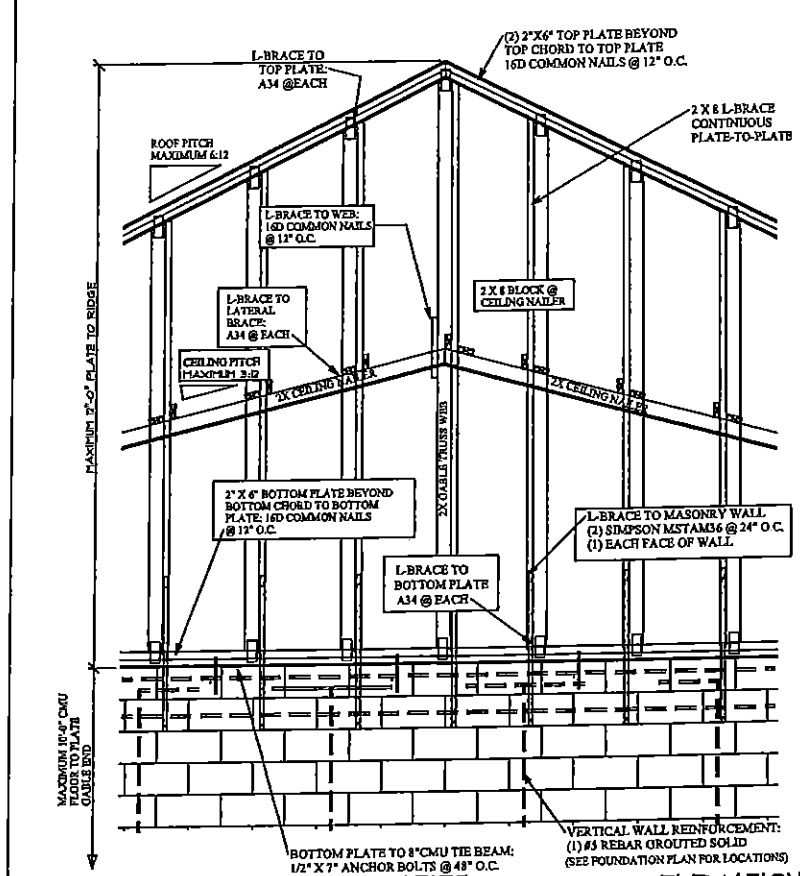 (2) 2"X6" TOP PLATE BEYOND
TOP CHORD TO TOP PLATE
16D COMMON NAILS @ 12" O.C.
L-BRACE TO
TOP PLATE:
A34 @EACH
2 X 8 L-BRACE
CONTINUOUS
PLATE-TO-PLATE
ROOF PITCH
MAXIMUM 6:12
L-BRACE TO WEB:
16D COMMON NAILS
@ 12" O.C.
2 X 8 BLOCK @
CEILING NAILER
L-BRACE TO
LATERAL
BRACE:
A34 @ EACH
CEILING PITCH
MAXIMUM 3:12
2X CEILING NAILER
2X CEILING NAILER
MAXIMUM 12'-0" PLATE TO RIDGE
2X GABLE TRUSS WEB
2" X 6" BOTTOM PLATE BEYOND
BOTTOM CHORD TO BOTTOM
PLATE; 16D COMMON NAILS
@ 12" O.C.
L-BRACE TO MASONRY WALL
(2) SIMPSON MSTAM36 @ 24" O.C.
(1) EACH FACE OF WALL
L-BRACE TO
BOTTOM PLATE
A34 @ EACH
MAXIMUM 10'-0" CMU
FLOOR TO PLATE
GABLE END
VERTICAL WALL REINFORCEMENT:
(1) #5 REBAR GROUTED SOLID
(SEE FOUNDATION PLAN FOR LOCATIONS)
BOTTOM PLATE TO 8"CMU TIE BEAM:
1/2" X 7" ANCHOR BOLTS @ 48" O.C.